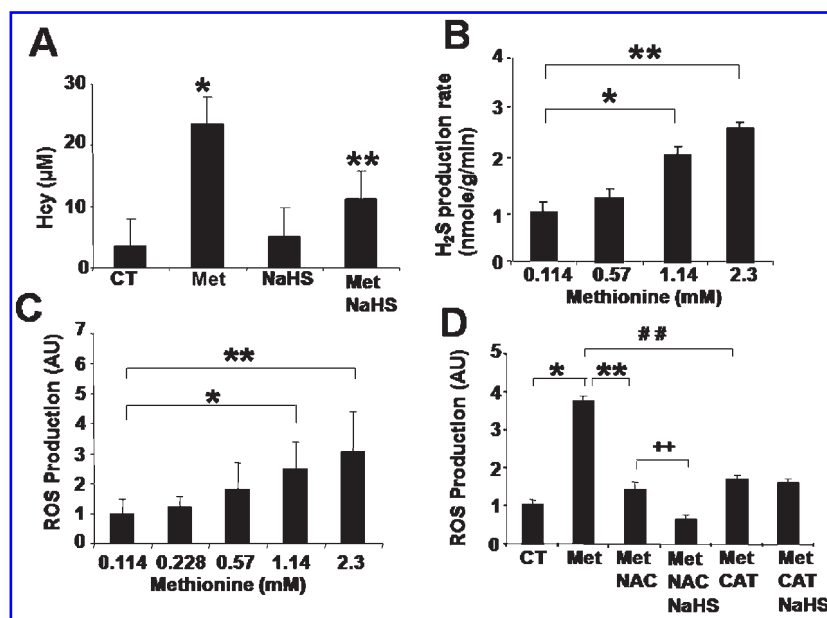 A
Hcy (µM)
30
20
10
0
*
**
CT Met NaHS Met
NaHS
B
H₂S production rate
(nmole/g/min)
4
3
2
1
0
**
*
0.114 0.57 1.14 2.3
Methionine (mM)
C
ROS Production (AU)
7
6
5
4
3
2
1
0
**
*
0.114 0.228 0.57 1.14 2.3
Methionine (mM)
D
ROS Production (AU)
5
4
3
2
1
0
##
* **
++
CT Met Met Met Met Met
NAC NAC CAT CAT
NaHS NaHS